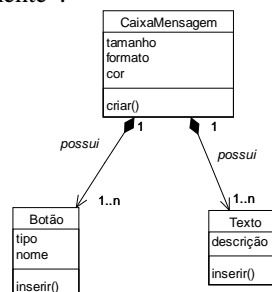 CaixaMensagem
tamanho
formato
cor
criar()
1 1
possui
possui
1..n
1..n
Botão
tipo
nome
inserir()
Texto
descrição
inserir()